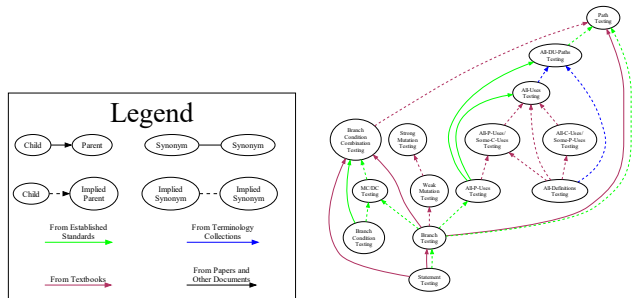 Legend
Child
Parent
Synonym
Synonym
Child
Implied
Parent
Implied
Synonym
Implied
Synonym
From Established
Standards
From Terminology
Collections
From Textbooks
From Papers and
Other Documents
Path
Testing
All-DU-Paths
Testing
All-Uses
Testing
Branch
Condition
Combination
Testing
Strong
Mutation
Testing
All-P-Uses/
Some-C-Uses
Testing
All-C-Uses/
Some-P-Uses
Testing
MC/DC
Testing
Weak
Mutation
Testing
All-P-Uses
Testing
All-Definitions
Testing
Branch
Condition
Testing
Branch
Testing
Statement
Testing